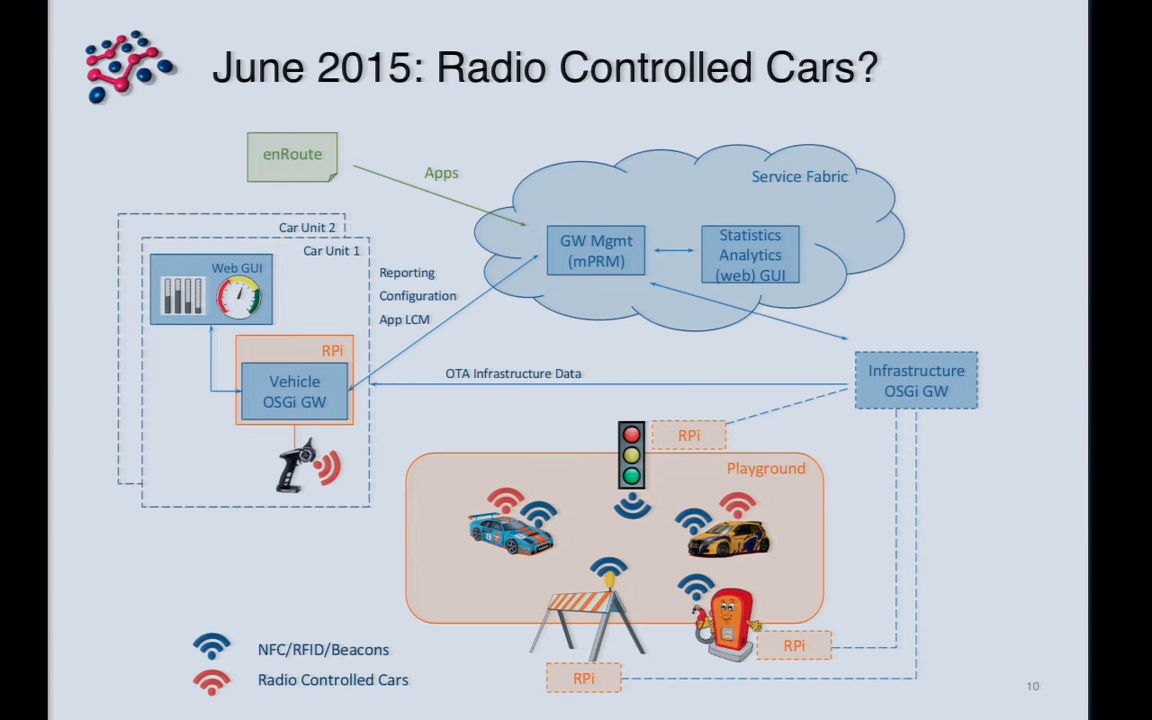 June 2015: Radio Controlled Cars?
enRoute
Apps
Service Fabric
GW Mgmt
(mPRM)
Statistics
Analytics
(web) GUI
Car Unit 2
Car Unit 1
Web GUI
Reporting
Configuration
App LCM
RPi
Vehicle
OSGi GW
OTA Infrastructure Data
Infrastructure
OSGi GW
RPi
Playground
RPi
RPi
NFC/RFID/Beacons
Radio Controlled Cars
10